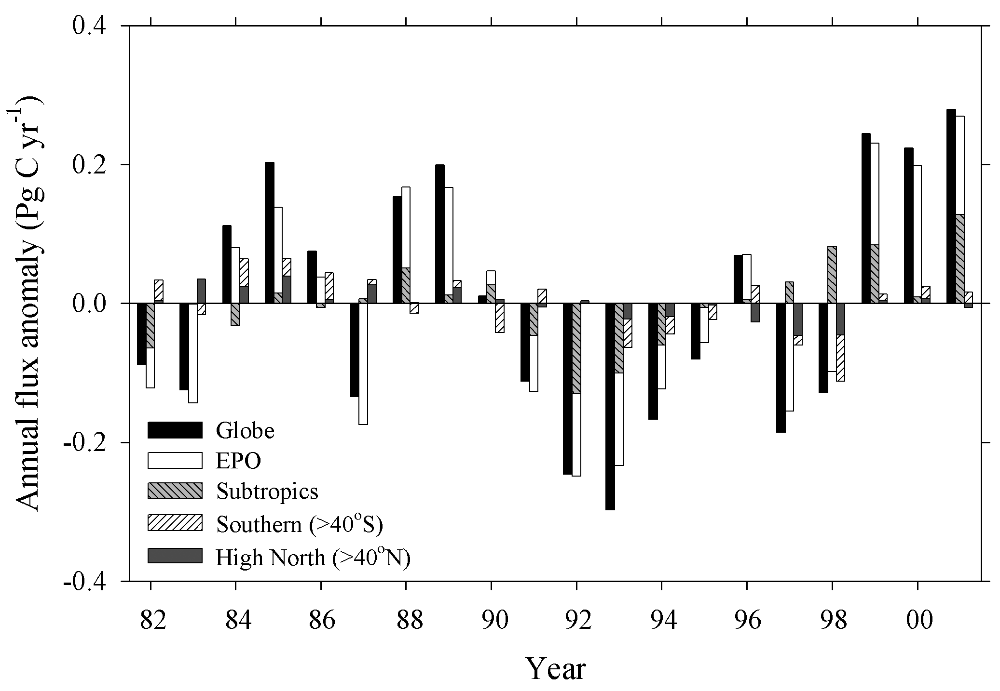 Annual flux anomaly (Pg C yr-1)
0.4
0.2
0.0
-0.2
-0.4
Globe
EPO
Subtropics
Southern (>40oS)
High North (>40oN)
82 84 86 88 90 92 94 96 98 00
Year